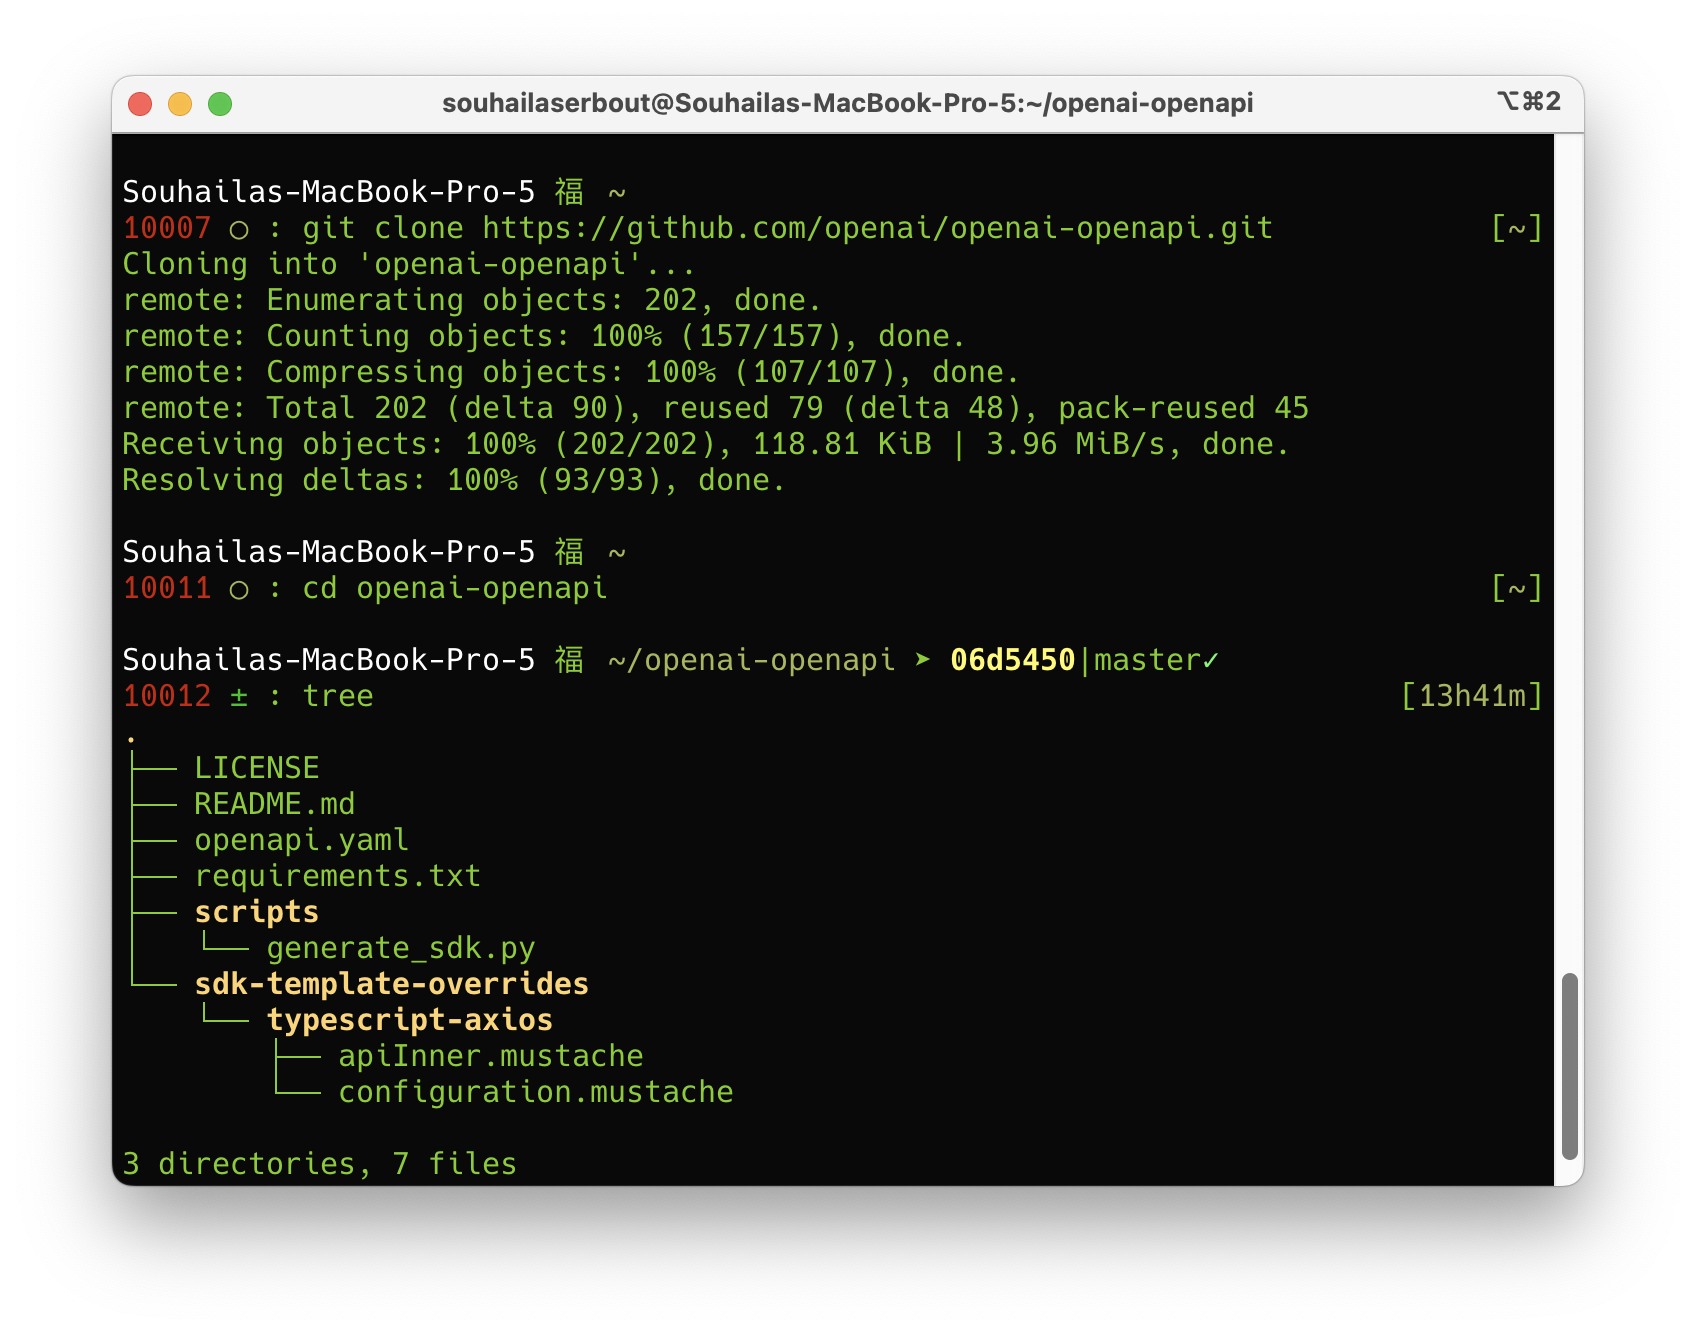 souhailaserbout@Souhailas-MacBook-Pro-5:~/openai-openapi ⌥⌘2
Souhailas-MacBook-Pro-5 福 ~
10007 ○ : git clone https://github.com/openai/openai-openapi.git [~]
Cloning into 'openai-openapi'...
remote: Enumerating objects: 202, done.
remote: Counting objects: 100% (157/157), done.
remote: Compressing objects: 100% (107/107), done.
remote: Total 202 (delta 90), reused 79 (delta 48), pack-reused 45
Receiving objects: 100% (202/202), 118.81 KiB | 3.96 MiB/s, done.
Resolving deltas: 100% (93/93), done.
Souhailas-MacBook-Pro-5 福 ~
10011 ○ : cd openai-openapi [~]
Souhailas-MacBook-Pro-5 福 ~/openai-openapi ➤ 06d5450|master✓
10012 ± : tree [13h41m]
.
├── LICENSE
├── README.md
├── openapi.yaml
├── requirements.txt
├── scripts
│   └── generate_sdk.py
└── sdk-template-overrides
    └── typescript-axios
        ├── apiInner.mustache
        └── configuration.mustache
3 directories, 7 files